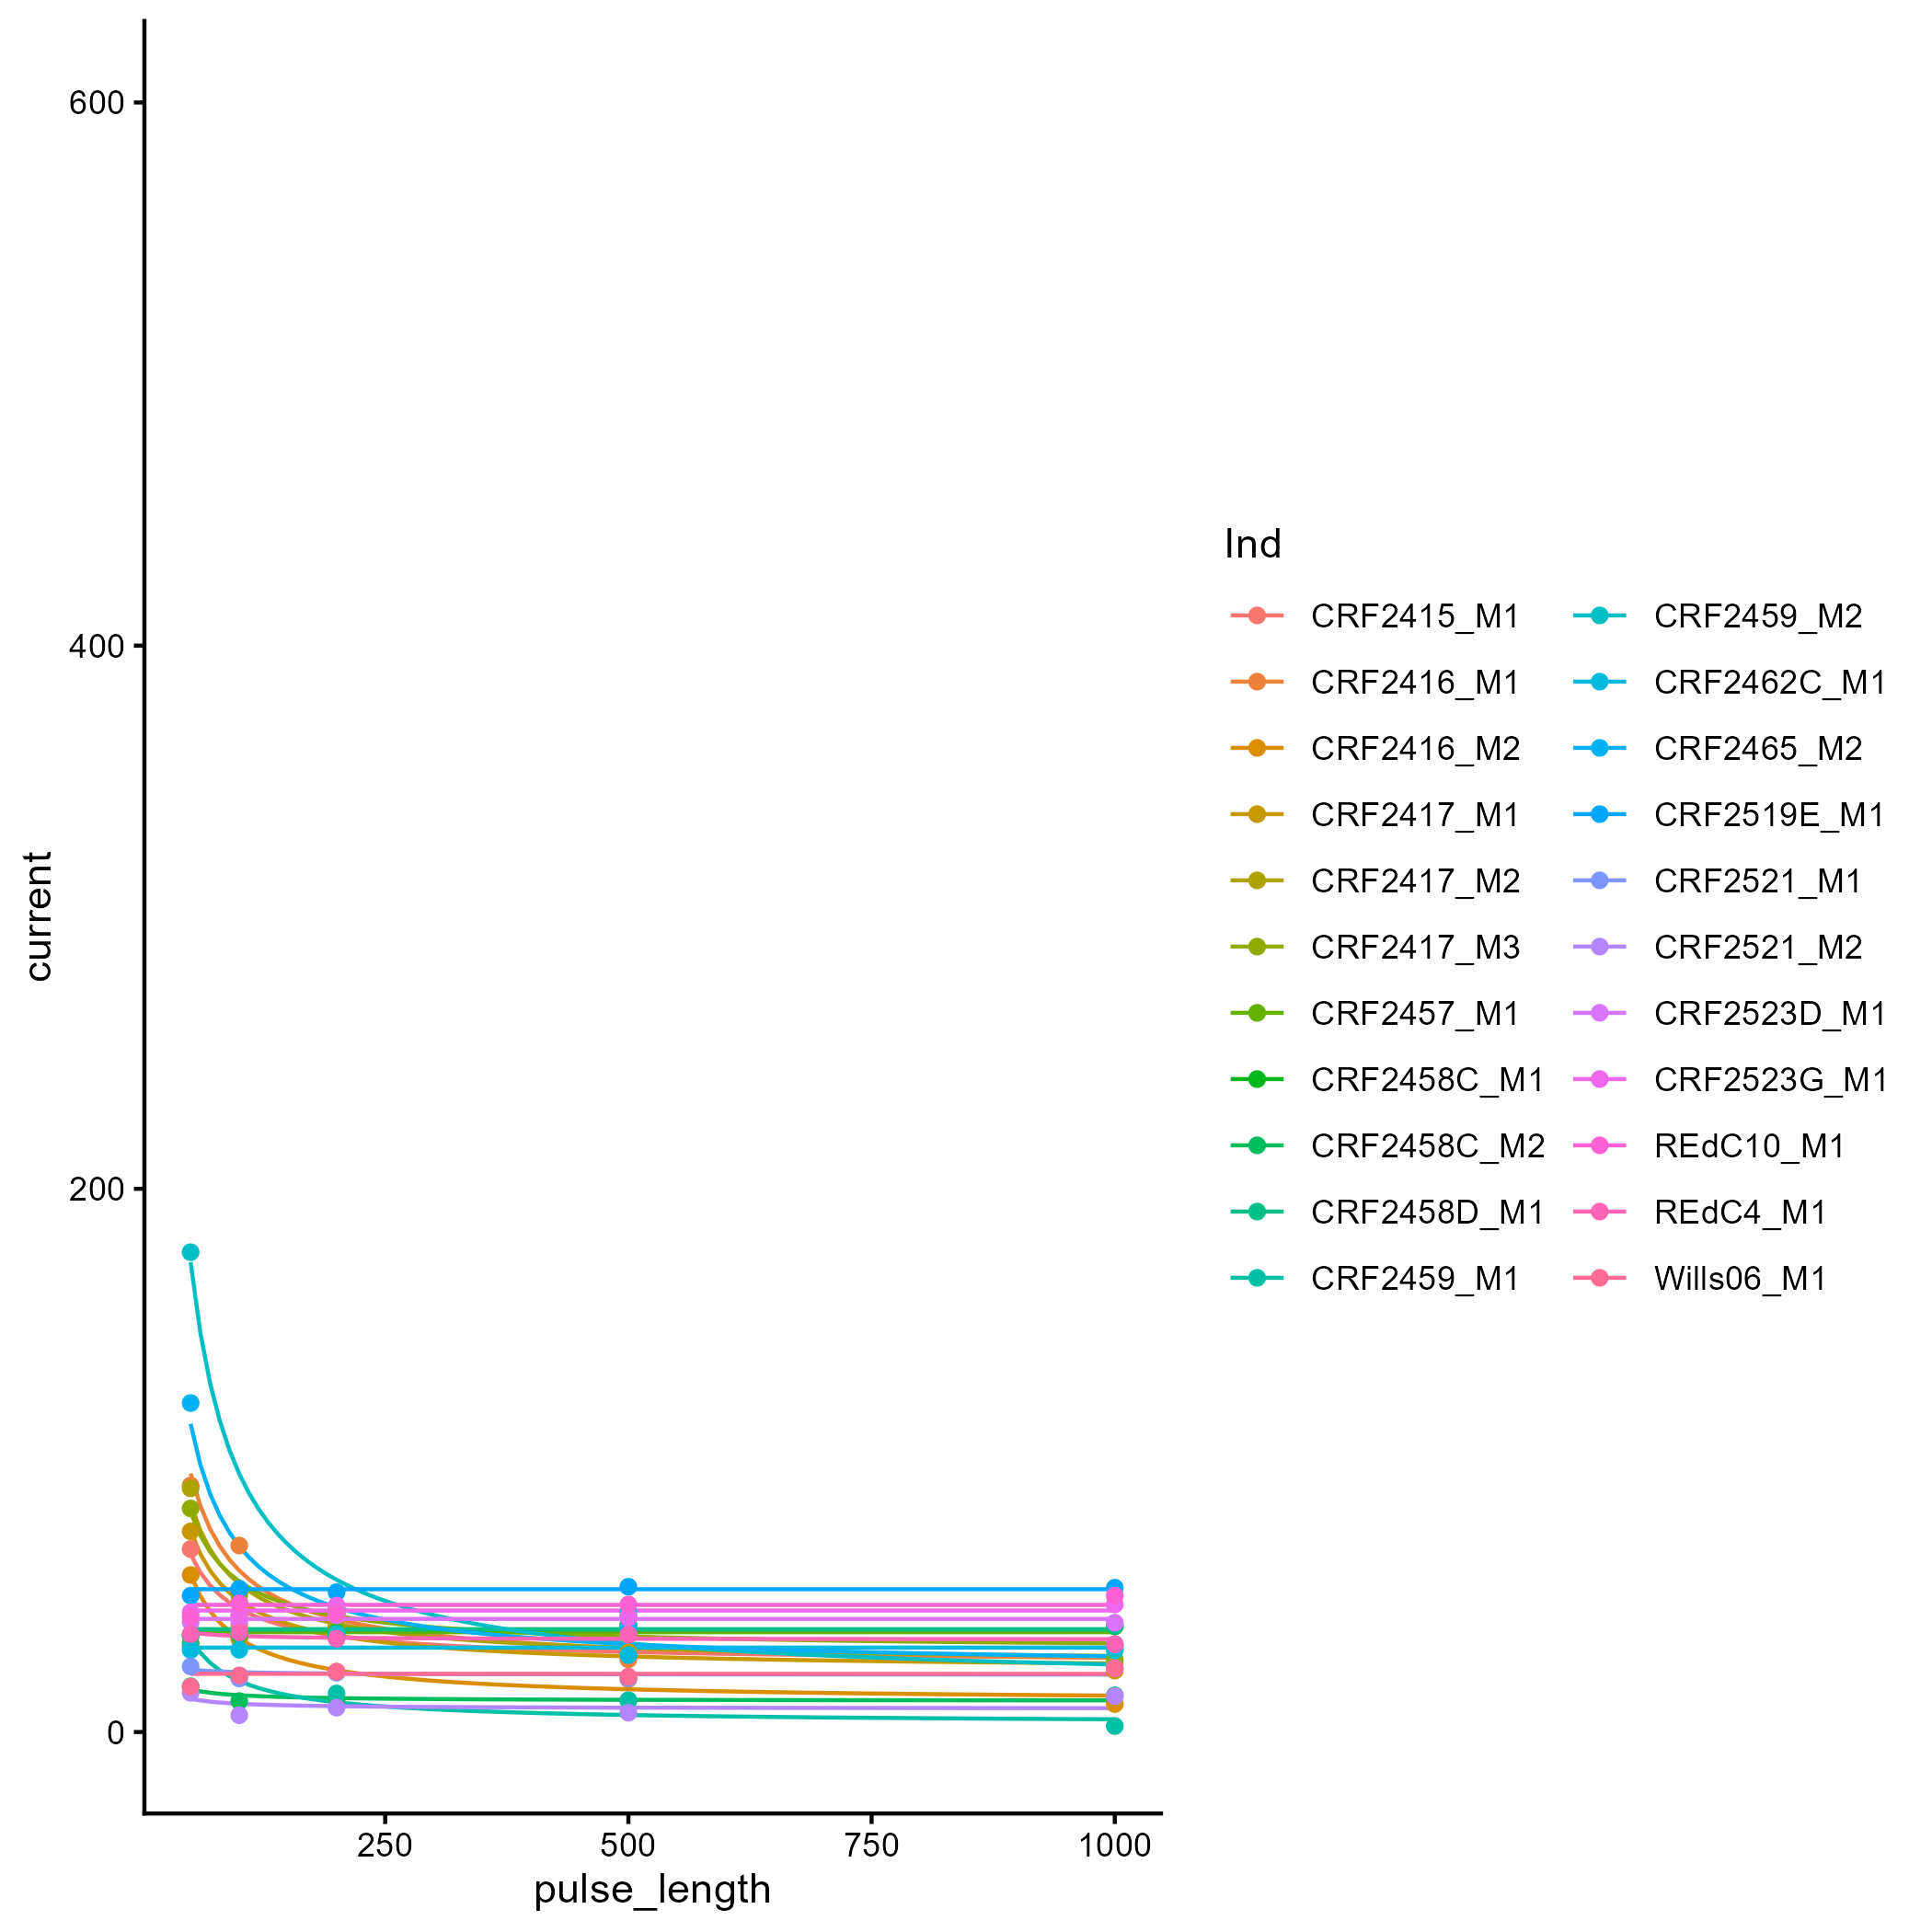 600
400
200
0
current
250 500 750 1000
pulse_length
Ind
CRF2415_M1 CRF2459_M2
CRF2416_M1 CRF2462C_M1
CRF2416_M2 CRF2465_M2
CRF2417_M1 CRF2519E_M1
CRF2417_M2 CRF2521_M1
CRF2417_M3 CRF2521_M2
CRF2457_M1 CRF2523D_M1
CRF2458C_M1 CRF2523G_M1
CRF2458C_M2 REdC10_M1
CRF2458D_M1 REdC4_M1
CRF2459_M1 Wills06_M1